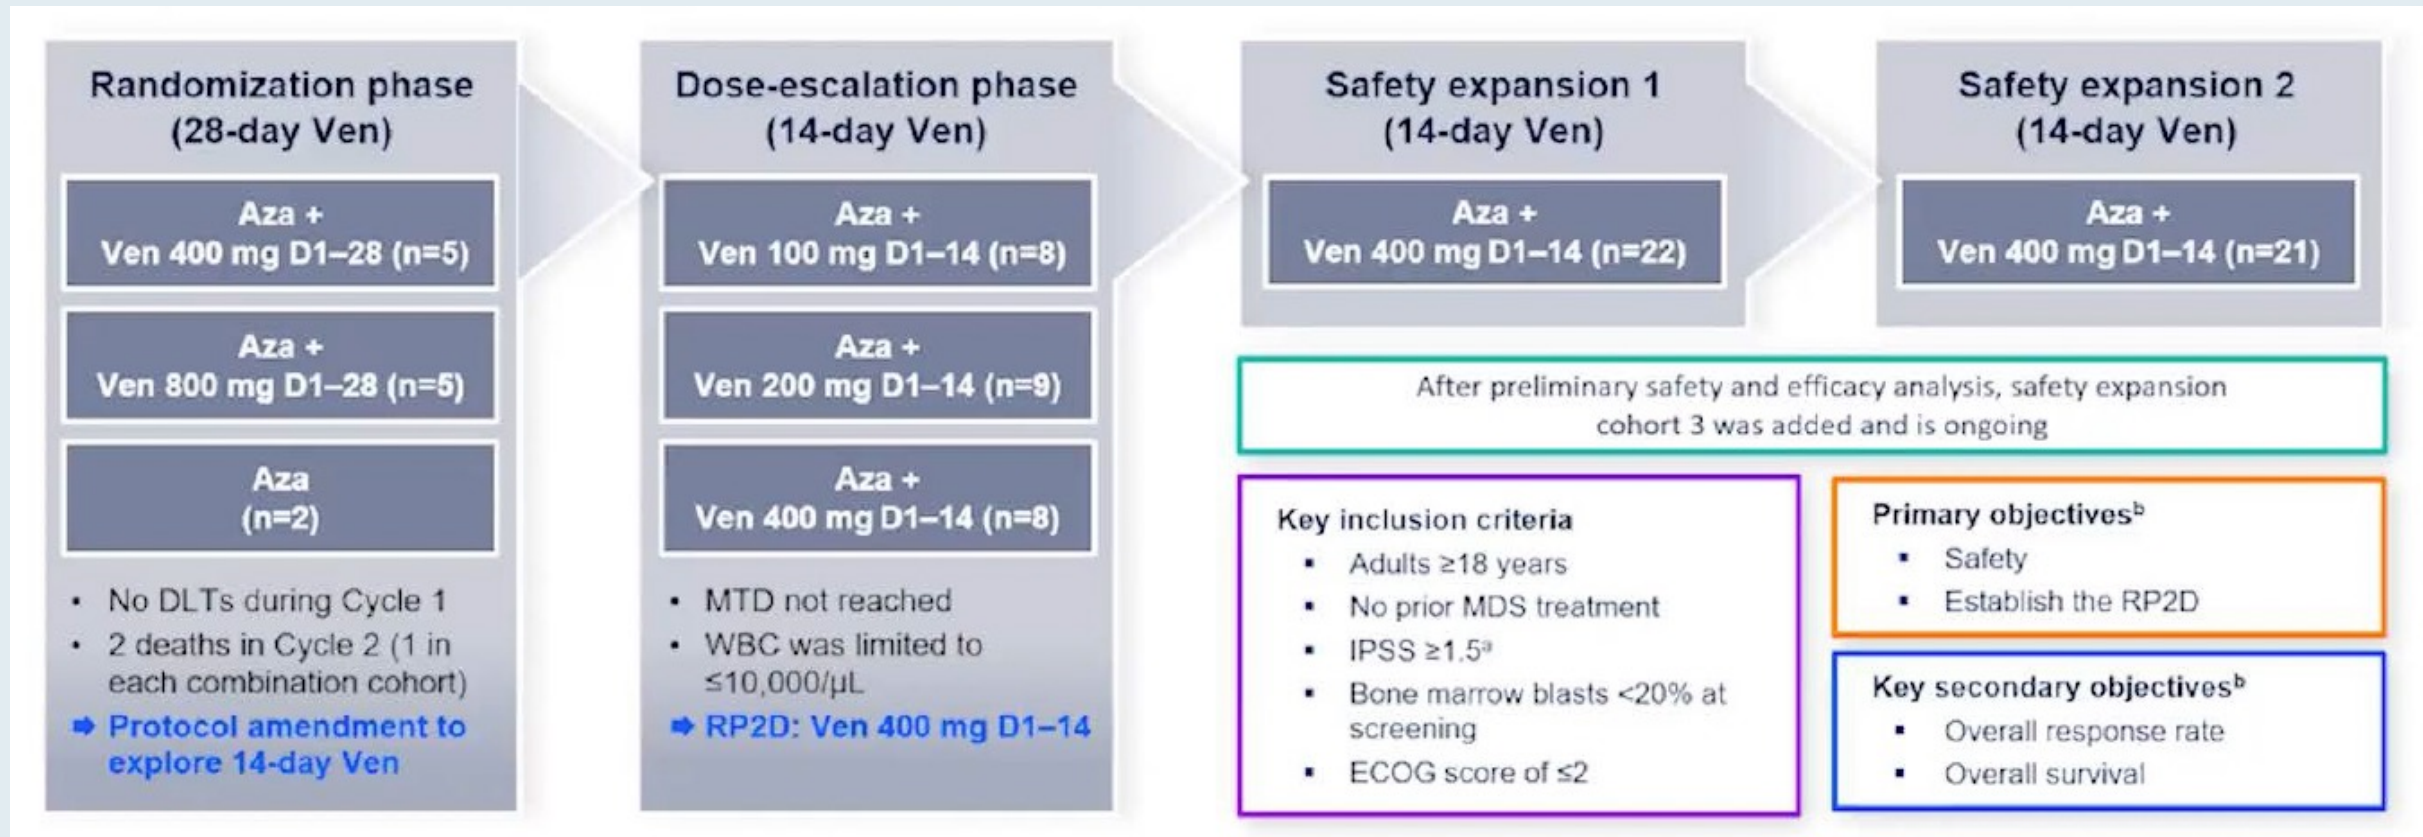 Randomization phase
(28-day Ven)
Aza +
Ven 400 mg D1–28 (n=5)
Aza +
Ven 800 mg D1–28 (n=5)
Aza
(n=2)
• No DLTs during Cycle 1
• 2 deaths in Cycle 2 (1 in
each combination cohort)
➡ Protocol amendment to
explore 14-day Ven
Dose-escalation phase
(14-day Ven)
Aza +
Ven 100 mg D1–14 (n=8)
Aza +
Ven 200 mg D1–14 (n=9)
Aza +
Ven 400 mg D1–14 (n=8)
• MTD not reached
• WBC was limited to
≤10,000/µL
➡ RP2D: Ven 400 mg D1–14
Safety expansion 1
(14-day Ven)
Aza +
Ven 400 mg D1–14 (n=22)
Safety expansion 2
(14-day Ven)
Aza +
Ven 400 mg D1–14 (n=21)
After preliminary safety and efficacy analysis, safety expansion
cohort 3 was added and is ongoing
Key inclusion criteria
▪ Adults ≥18 years
▪ No prior MDS treatment
▪ IPSS ≥1.5ᵃ
▪ Bone marrow blasts <20% at
screening
▪ ECOG score of ≤2
Primary objectivesᵇ
▪ Safety
▪ Establish the RP2D
Key secondary objectivesᵇ
▪ Overall response rate
▪ Overall survival